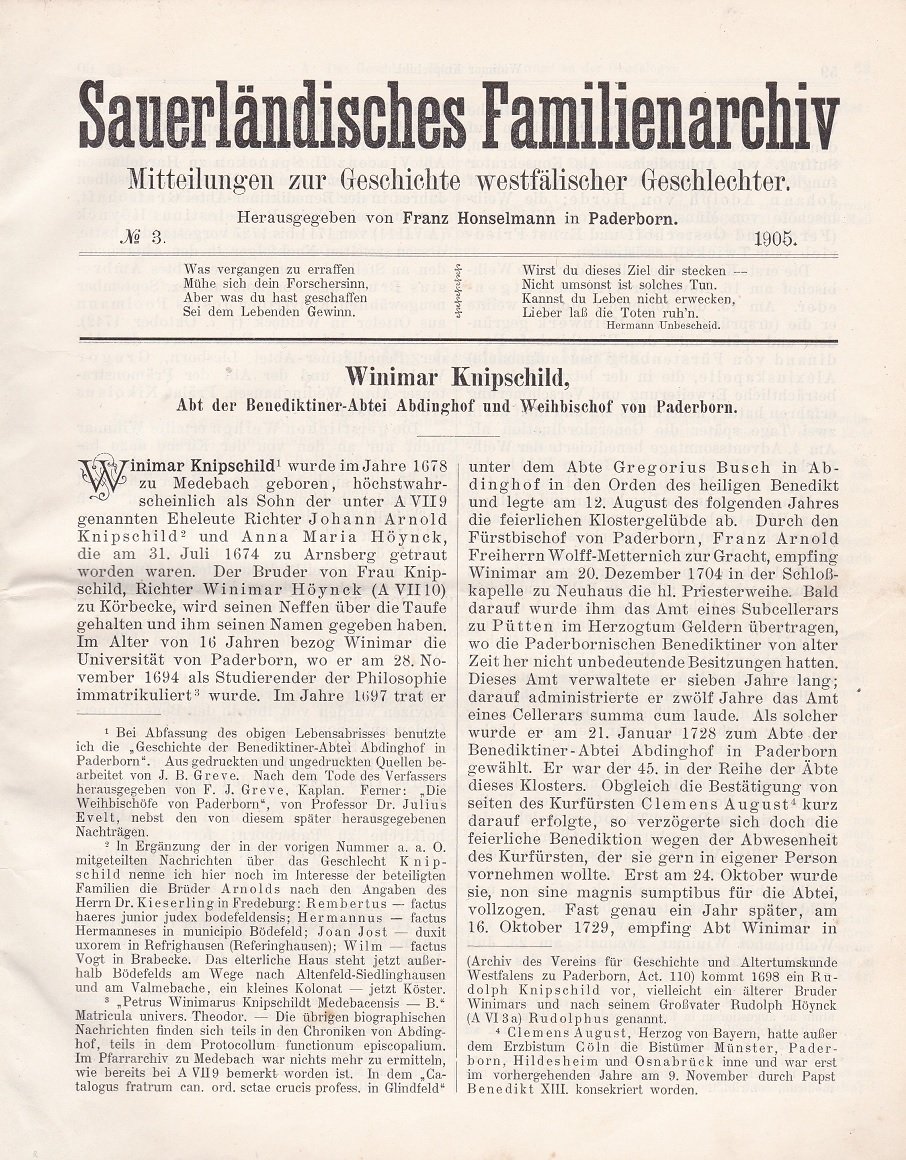 Sauerländisches Familienarchiv
Mitteilungen zur Geschichte westfälischer Geschlechter.
Herausgegeben von Franz Honselmann in Paderborn.
№ 3.
1905.
Was vergangen zu erraffen
Mühe sich dein Forschersinn,
Aber was du hast geschaffen
Sei dem Lebenden Gewinn.
Wirst du dieses Ziel dir stecken —
Nicht umsonst ist solches Tun.
Kannst du Leben nicht erwecken,
Lieber laß die Toten ruh'n.
Hermann Unbescheid.
Winimar Knipschild,
Abt der Benediktiner-Abtei Abdinghof und Weihbischof von Paderborn.
Winimar Knipschild¹ wurde im Jahre 1678
zu Medebach geboren, höchstwahr-
scheinlich als Sohn der unter A VII 9
genannten Eheleute Richter Johann Arnold
Knipschild² und Anna Maria Höynck,
die am 31. Juli 1674 zu Arnsberg getraut
worden waren. Der Bruder von Frau Knip-
schild, Richter Winimar Höynck (A VII 10)
zu Körbecke, wird seinen Neffen über die Taufe
gehalten und ihm seinen Namen gegeben haben.
Im Alter von 16 Jahren bezog Winimar die
Universität von Paderborn, wo er am 28. No-
vember 1694 als Studierender der Philosophie
immatrikuliert³ wurde. Im Jahre 1697 trat er
¹ Bei Abfassung des obigen Lebensabrisses benutzte
ich die „Geschichte der Benediktiner-Abtei Abdinghof in
Paderborn“. Aus gedruckten und ungedruckten Quellen be-
arbeitet von J. B. Greve. Nach dem Tode des Verfassers
herausgegeben von F. J. Greve, Kaplan. Ferner: „Die
Weihbischöfe von Paderborn“, von Professor Dr. Julius
Evelt, nebst den von diesem später herausgegebenen
Nachträgen.
² In Ergänzung der in der vorigen Nummer a. a. O.
mitgeteilten Nachrichten über das Geschlecht Knip-
schild nenne ich hier noch im Interesse der beteiligten
Familien die Brüder Arnolds nach den Angaben des
Herrn Dr. Kieserling in Fredeburg: Rembertus — factus
haeres junior judex bodefeldensis; Hermannus — factus
Hermanneses in municipio Bödefeld; Joan Jost — duxit
uxorem in Refrighausen (Referinghausen); Wilm — factus
Vogt in Brabecke. Das elterliche Haus steht jetzt außer-
halb Bödefelds am Wege nach Altenfeld-Siedlinghausen
und am Valmebache, ein kleines Kolonat — jetzt Köster.
³ „Petrus Winimarus Knipschildt Medebacensis — B.“
Matricula univers. Theodor. — Die übrigen biographischen
Nachrichten finden sich teils in den Chroniken von Abding-
hof, teils in dem Protocollum functionum episcopalium.
Im Pfarrarchiv zu Medebach war nichts mehr zu ermitteln,
wie bereits bei A VII 9 bemerkt worden ist. In dem „Ca-
talogus fratrum can. ord. sctae crucis profess. in Glindfeld“
unter dem Abte Gregorius Busch in Ab-
dinghof in den Orden des heiligen Benedikt
und legte am 12. August des folgenden Jahres
die feierlichen Klostergelübde ab. Durch den
Fürstbischof von Paderborn, Franz Arnold
Freiherrn Wolff-Metternich zur Gracht, empfing
Winimar am 20. Dezember 1704 in der Schloß-
kapelle zu Neuhaus die hl. Priesterweihe. Bald
darauf wurde ihm das Amt eines Subcellerars
zu Pütten im Herzogtum Geldern übertragen,
wo die Paderbornischen Benediktiner von alter
Zeit her nicht unbedeutende Besitzungen hatten.
Dieses Amt verwaltete er sieben Jahre lang;
darauf administrierte er zwölf Jahre das Amt
eines Cellerars summa cum laude. Als solcher
wurde er am 21. Januar 1728 zum Abte der
Benediktiner-Abtei Abdinghof in Paderborn
gewählt. Er war der 45. in der Reihe der Äbte
dieses Klosters. Obgleich die Bestätigung von
seiten des Kurfürsten Clemens August⁴ kurz
darauf erfolgte, so verzögerte sich doch die
feierliche Benediktion wegen der Abwesenheit
des Kurfürsten, der sie gern in eigener Person
vornehmen wollte. Erst am 24. Oktober wurde
sie, non sine magnis sumptibus für die Abtei,
vollzogen. Fast genau ein Jahr später, am
16. Oktober 1729, empfing Abt Winimar in
(Archiv des Vereins für Geschichte und Altertumskunde
Westfalens zu Paderborn, Act. 110) kommt 1698 ein Ru-
dolph Knipschild vor, vielleicht ein älterer Bruder
Winimars und nach seinem Großvater Rudolph Höynck
(A VI 3a) Rudolphus genannt.
⁴ Clemens August, Herzog von Bayern, hatte außer
dem Erzbistum Cöln die Bistümer Münster, Pader-
born, Hildesheim und Osnabrück inne und war erst
im vorhergehenden Jahre am 9. November durch Papst
Benedikt XIII. konsekriert worden.